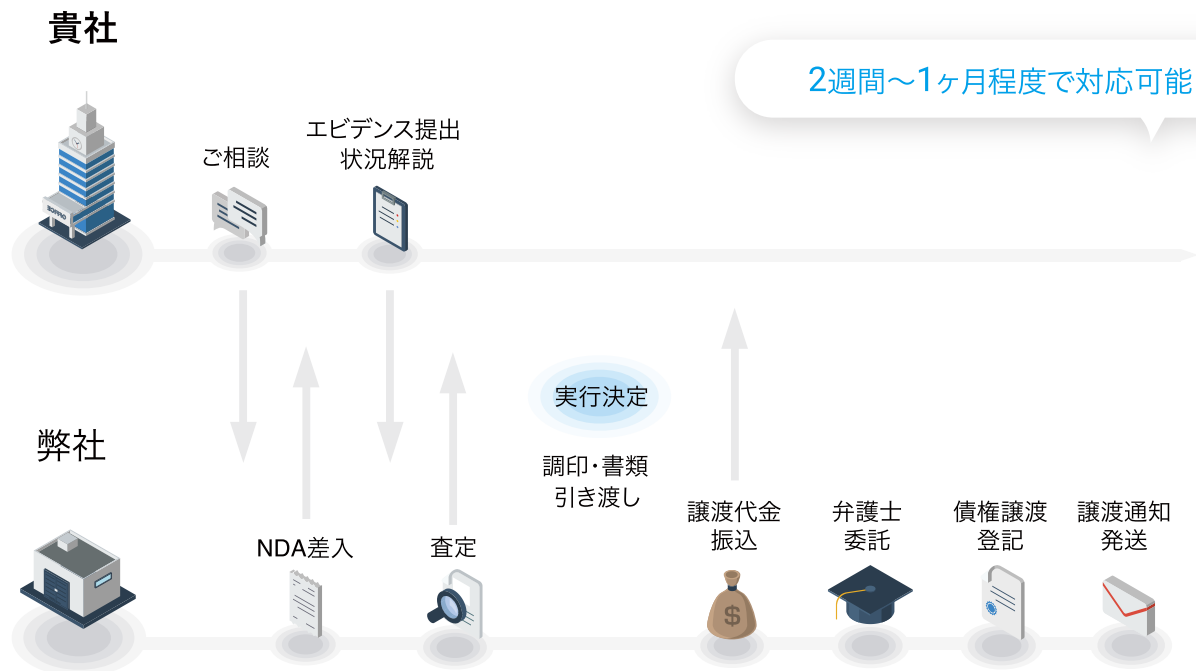 貴社
2週間〜1ヶ月程度で対応可能
ご相談
エビデンス提出
状況解説
実行決定
調印・書類
引き渡し
弊社
NDA差入
査定
譲渡代金
振込
弁護士
委託
債権譲渡
登記
譲渡通知
発送
$